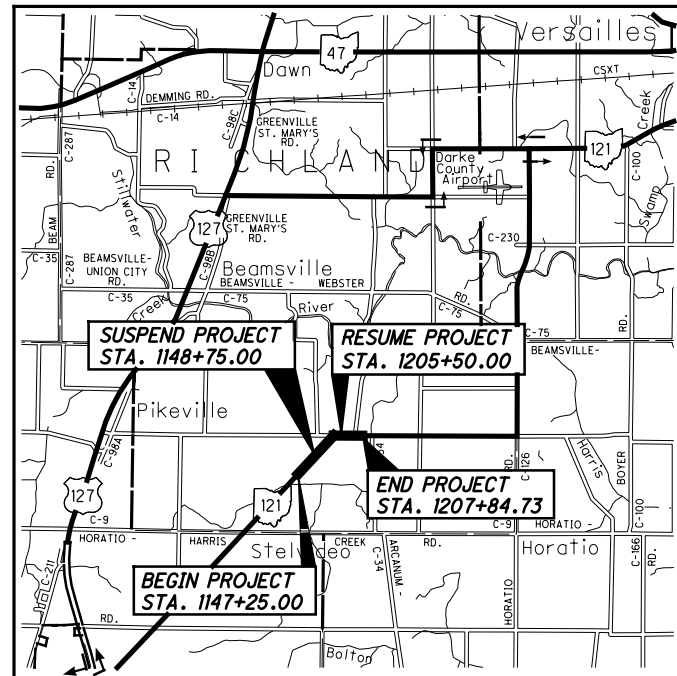 Versailles
47
Dawn
CSXT
C-14
DEMMING RD.
C-14
C-98C
GREENVILLE
ST. MARY'S
RD.
C-287
RD.
BEAM
RICHLAND
Stillwater
Creek
121
Darke
County
Airport
C-100
Creek
Swamp
127
GREENVILLE
ST. MARY'S
RD.
C-98B
C-35
C-287
BEAMSVILLE-
UNION CITY
RD.
C-35
Creek
Beamsville
BEAMSVILLE - WEBSTER
C-75
River
C-230
RD.
C-75
RD.
C-75
BEAMSVILLE-
SUSPEND PROJECT
STA. 1148+75.00
RESUME PROJECT
STA. 1205+50.00
Pikeville
C-98A
127
C-9
HORATIO -
HARRIS
CREEK
RD.
121
Stelvideo
END PROJECT
STA. 1207+84.73
RD.
C-126
Harris
BOYER
C-100
C-9
HORATIO -
Horatio
C-166
RD.
C-34
ARCANUM -
HORATIO
C-211
BEGIN PROJECT
STA. 1147+25.00
RD.
Bolton